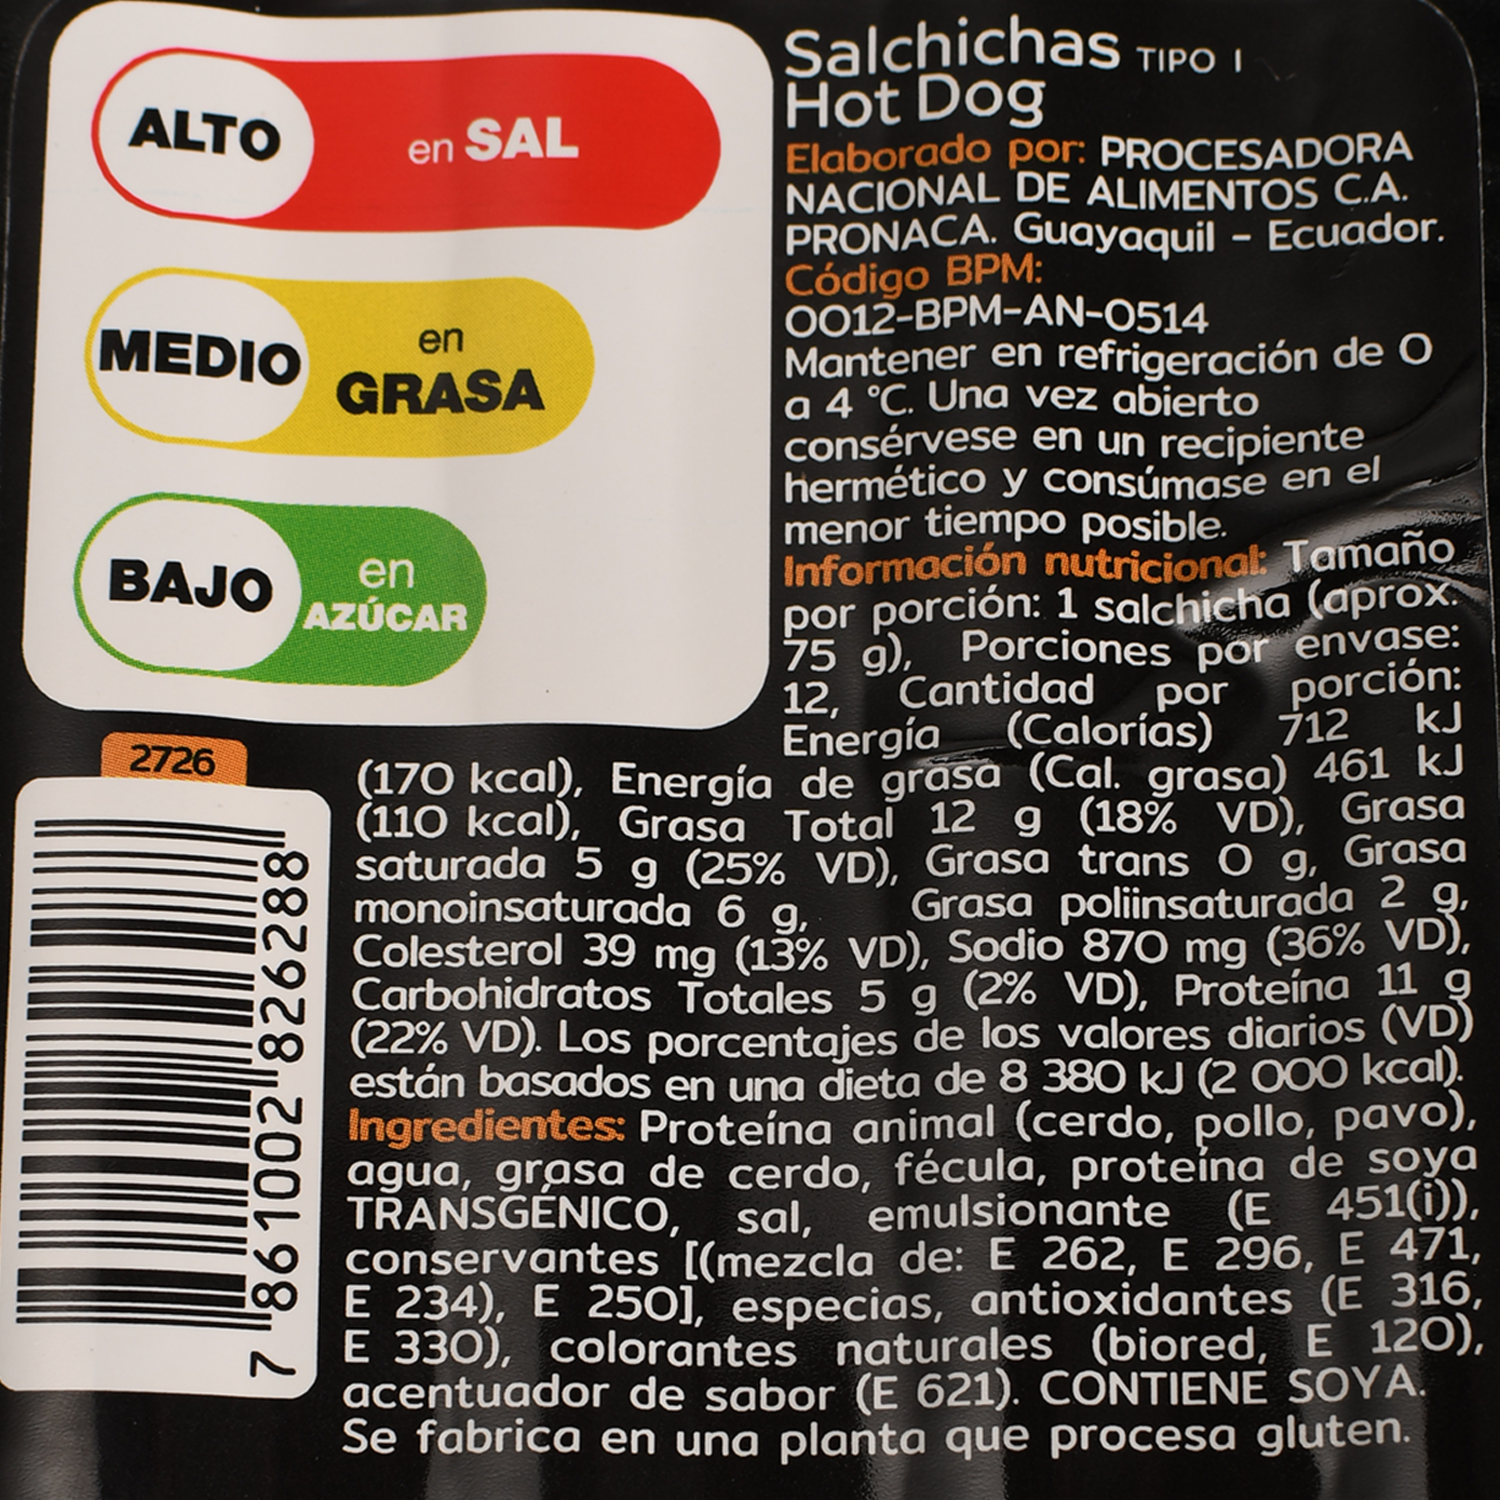 ALTO en SAL
MEDIO en
GRASA
BAJO en
AZÚCAR
Salchichas TIPO I
Hot Dog
Elaborado por: PROCESADORA
NACIONAL DE ALIMENTOS C.A.
PRONACA. Guayaquil - Ecuador.
Código BPM:
0012-BPM-AN-0514
Mantener en refrigeración de 0
a 4 °C. Una vez abierto
consérvese en un recipiente
hermético y consúmase en el
menor tiempo posible.
Información nutricional: Tamaño
por porción: 1 salchicha (aprox.
75 g), Porciones por envase:
12, Cantidad por porción:
Energía (Calorías) 712 kJ
(170 kcal), Energía de grasa (Cal. grasa) 461 kJ
(110 kcal), Grasa Total 12 g (18% VD), Grasa
saturada 5 g (25% VD), Grasa trans 0 g, Grasa
monoinsaturada 6 g, Grasa poliinsaturada 2 g,
Colesterol 39 mg (13% VD), Sodio 870 mg (36% VD),
Carbohidratos Totales 5 g (2% VD), Proteína 11 g
(22% VD). Los porcentajes de los valores diarios (VD)
están basados en una dieta de 8 380 kJ (2 000 kcal).
Ingredientes: Proteína animal (cerdo, pollo, pavo),
agua, grasa de cerdo, fécula, proteína de soya
TRANSGÉNICO, sal, emulsionante (E 451(i)),
conservantes [(mezcla de: E 262, E 296, E 471,
E 234), E 250], especias, antioxidantes (E 316,
E 330), colorantes naturales (biored, E 120),
acentuador de sabor (E 621). CONTIENE SOYA.
Se fabrica en una planta que procesa gluten.
2726
7 861002 826288